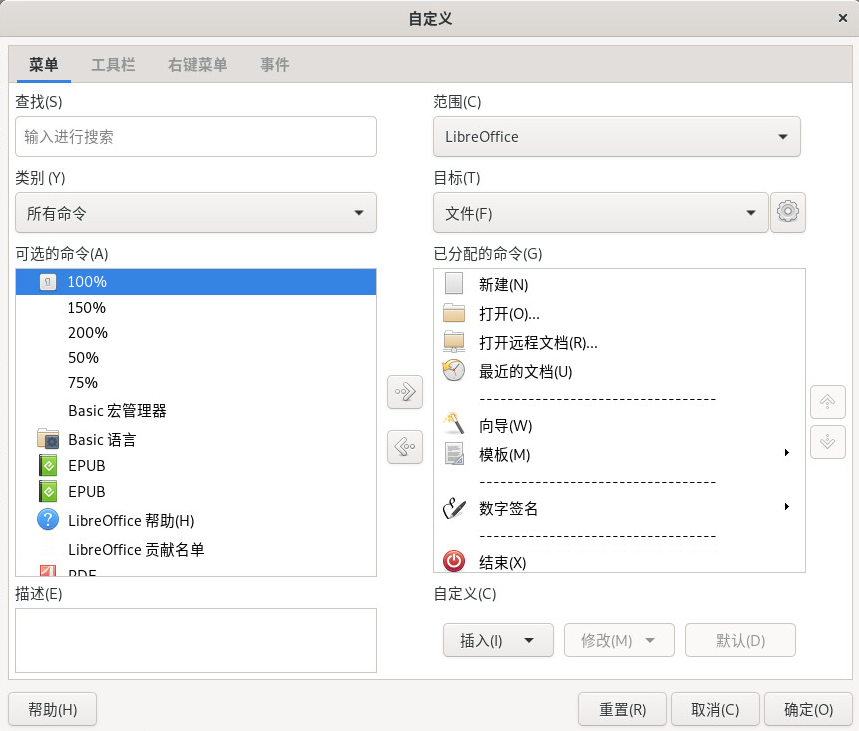 自定义
菜单 工具栏 右键菜单 事件
查找(S)
输入进行搜索
类别 (Y)
所有命令
可选的命令(A)
100%
150%
200%
50%
75%
Basic 宏管理器
Basic 语言
EPUB
EPUB
LibreOffice 帮助(H)
LibreOffice 贡献名单
PDF
描述(E)
范围(C)
LibreOffice
目标(T)
文件(F)
已分配的命令(G)
新建(N)
打开(O)...
打开远程文档(R)...
最近的文档(U)
---------------------------------
向导(W)
模板(M)
---------------------------------
数字签名
---------------------------------
结束(X)
自定义(C)
插入(I) 修改(M) 默认(D)
帮助(H) 重置(R) 取消(C) 确定(O)